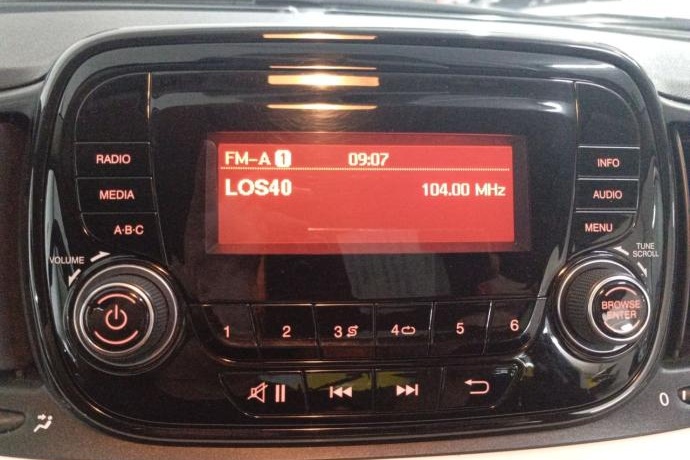 FM-A 1 09:07
LOS40 104.00 MHz
RADIO
MEDIA
A·B·C
VOLUME
INFO
AUDIO
MENU
TUNE
SCROLL
BROWSE
ENTER
1 2 3 4 5 6
0